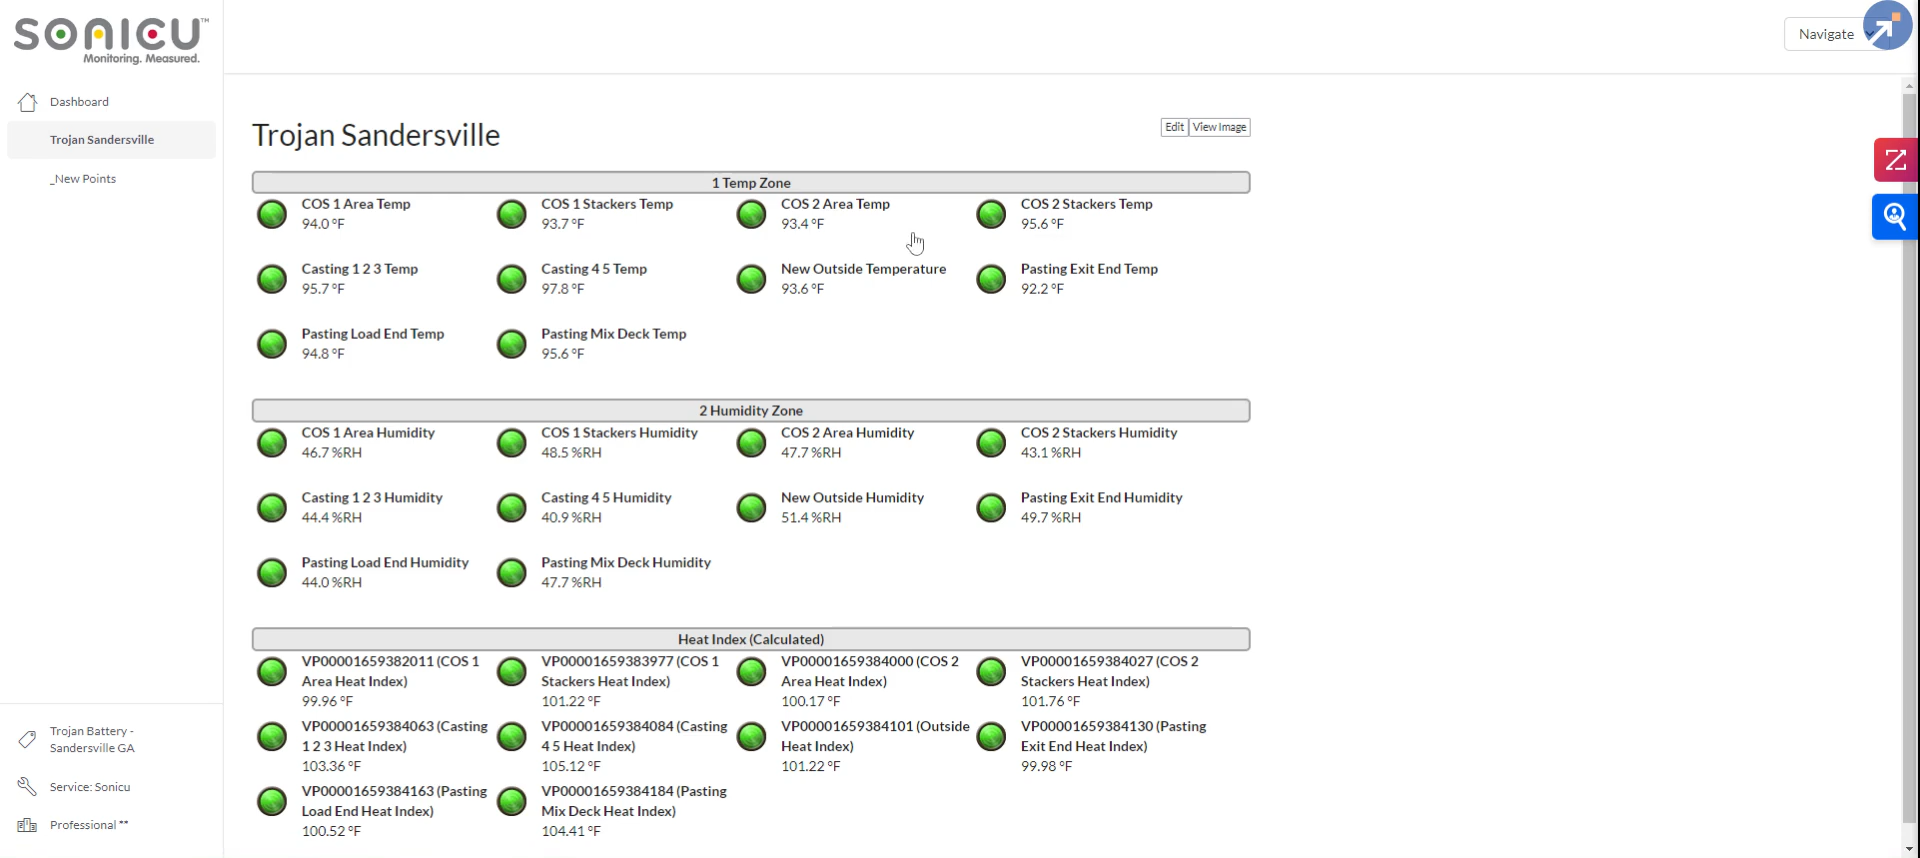 SONICU™
Monitoring. Measured.
Navigate
Dashboard
Trojan Sandersville
_New Points
Trojan Sandersville
Edit View Image
1 Temp Zone
COS 1 Area Temp
94.0 °F
COS 1 Stackers Temp
93.7 °F
COS 2 Area Temp
93.4 °F
COS 2 Stackers Temp
95.6 °F
Casting 1 2 3 Temp
95.7 °F
Casting 4 5 Temp
97.8 °F
New Outside Temperature
93.6 °F
Pasting Exit End Temp
92.2 °F
Pasting Load End Temp
94.8 °F
Pasting Mix Deck Temp
95.6 °F
2 Humidity Zone
COS 1 Area Humidity
46.7 %RH
COS 1 Stackers Humidity
48.5 %RH
COS 2 Area Humidity
47.7 %RH
COS 2 Stackers Humidity
43.1 %RH
Casting 1 2 3 Humidity
44.4 %RH
Casting 4 5 Humidity
40.9 %RH
New Outside Humidity
51.4 %RH
Pasting Exit End Humidity
49.7 %RH
Pasting Load End Humidity
44.0 %RH
Pasting Mix Deck Humidity
47.7 %RH
Heat Index (Calculated)
VP00001659382011 (COS 1
Area Heat Index)
99.96 °F
VP00001659383977 (COS 1
Stackers Heat Index)
101.22 °F
VP00001659384000 (COS 2
Area Heat Index)
100.17 °F
VP00001659384027 (COS 2
Stackers Heat Index)
101.76 °F
VP00001659384063 (Casting
1 2 3 Heat Index)
103.36 °F
VP00001659384084 (Casting
4 5 Heat Index)
105.12 °F
VP00001659384101 (Outside
Heat Index)
101.22 °F
VP00001659384130 (Pasting
Exit End Heat Index)
99.98 °F
VP00001659384163 (Pasting
Load End Heat Index)
100.52 °F
VP00001659384184 (Pasting
Mix Deck Heat Index)
104.41 °F
Trojan Battery -
Sandersville GA
Service: Sonicu
Professional **